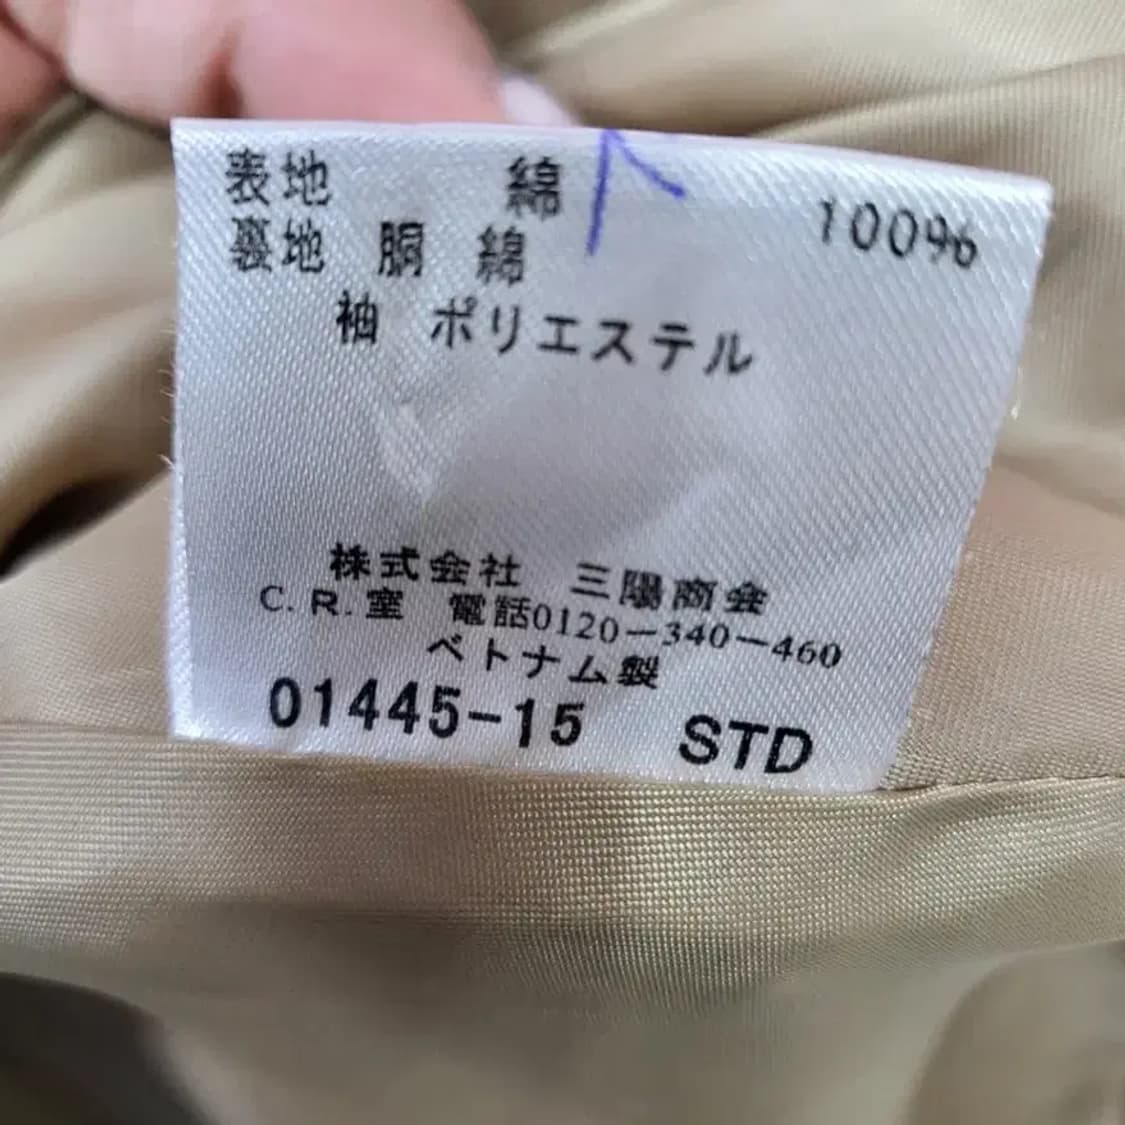 表地 綿 100%
裏地 胴 綿
袖 ポリエステル
株式会社 三陽商会
C.R.室 電話0120-340-460
ベトナム製
01445-15 STD